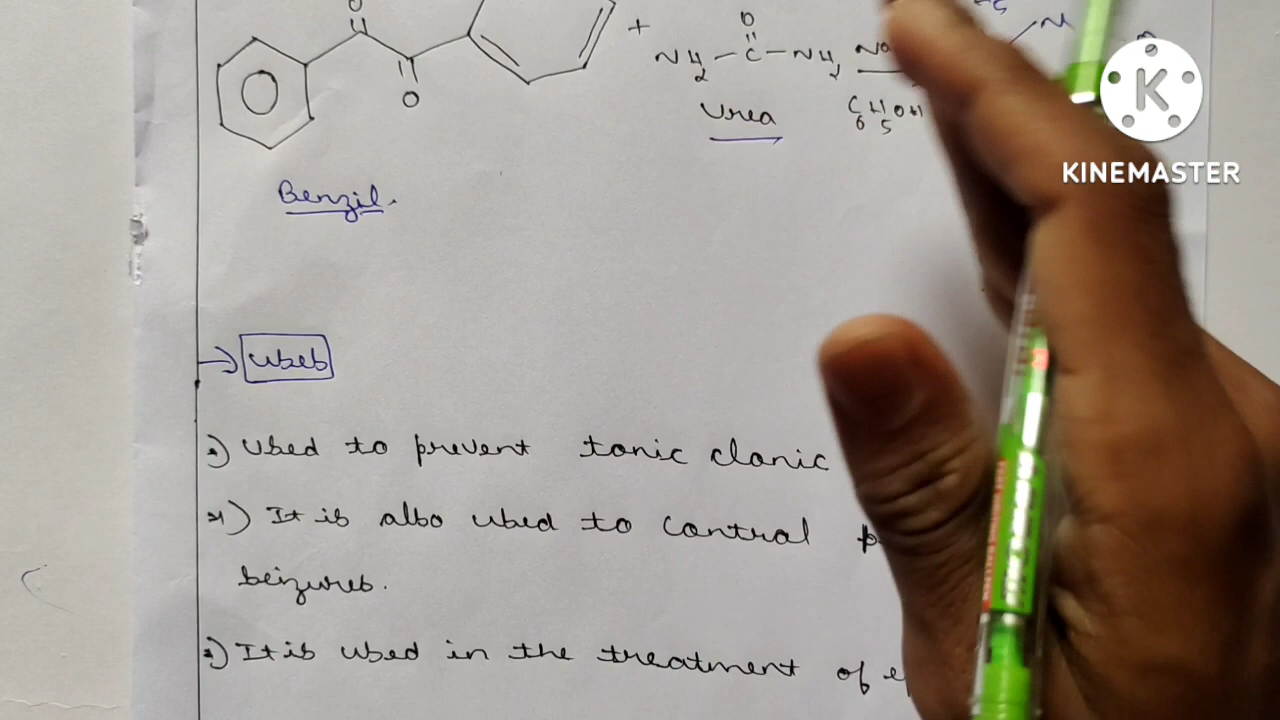 O
+
O
NH2 - C - NH2
Na
O
C6H5OH
Urea
Benzil.
K
KINEMASTER
→ Uses
1) Used to prevent tonic clonic
2) It is also used to control
seizures.
3) It is used in the treatment of